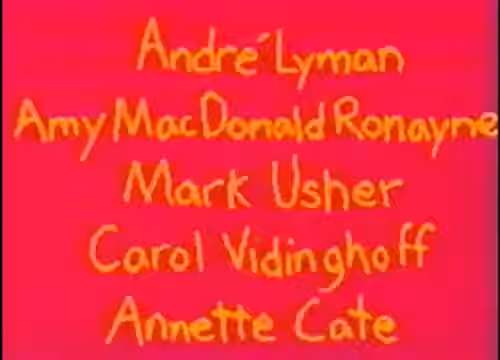 André Lyman
Amy MacDonald Ronayne
Mark Usher
Carol Vidinghoff
Annette Cate